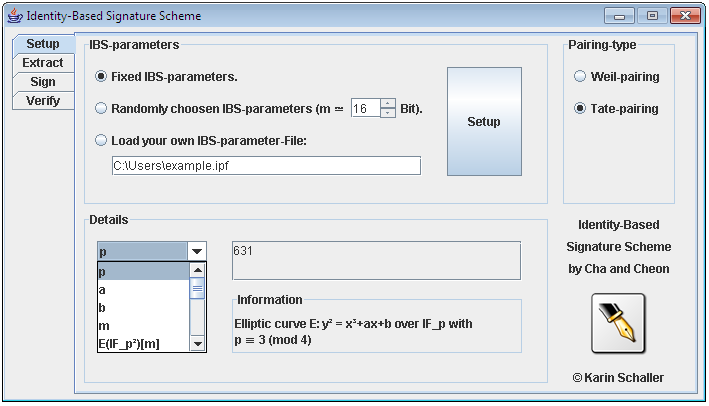 Identity-Based Signature Scheme
Setup
Extract
Sign
Verify
IBS-parameters
Fixed IBS-parameters.
Randomly choosen IBS-parameters (m ≃ 16 Bit).
Load your own IBS-parameter-File:
C:\Users\example.ipf
Setup
Pairing-type
Weil-pairing
Tate-pairing
Details
p
p
a
b
m
E(IF_p²)[m]
631
Information
Elliptic curve E: y² = x³+ax+b over IF_p with
p ≡ 3 (mod 4)
Identity-Based
Signature Scheme
by Cha and Cheon
© Karin Schaller